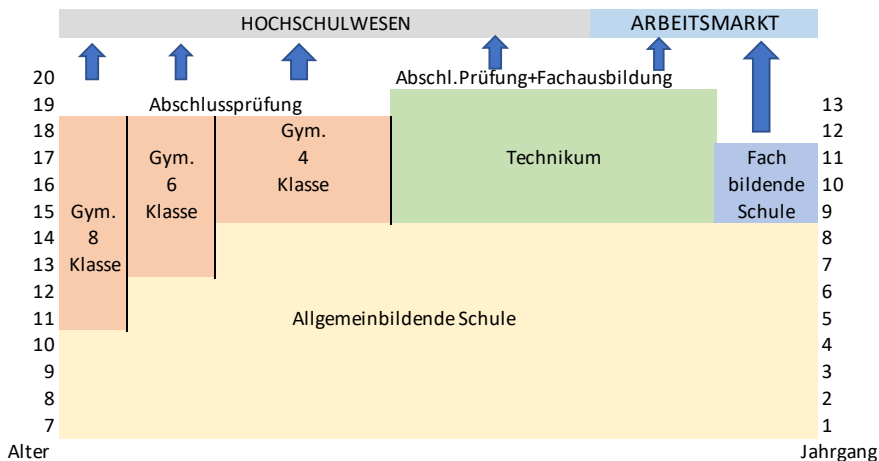 HOCHSCHULWESEN ARBEITSMARKT
20 Abschl.Prüfung+Fachausbildung
19 Abschlussprüfung 13
18 Gym. 12
17 Gym. 4 Technikum Fach 11
16 6 Klasse bildende 10
15 Gym. Klasse Schule 9
14 8 8
13 Klasse 7
12 6
11 Allgemeinbildende Schule 5
10 4
9 3
8 2
7 1
Alter Jahrgang